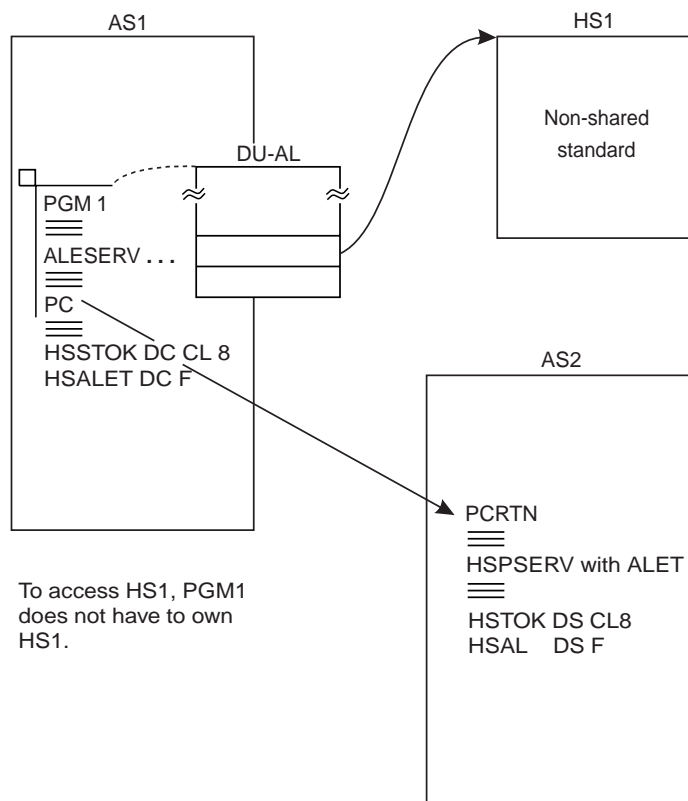 AS1
HS1
Non-shared
standard
DU-AL
PGM 1
ALESERV . . .
PC
HSSTOK DC CL 8
HSALET DC F
AS2
PCRTN
HSPSERV with ALET
HSTOK DS CL8
HSAL DS F
To access HS1, PGM1
does not have to own
HS1.